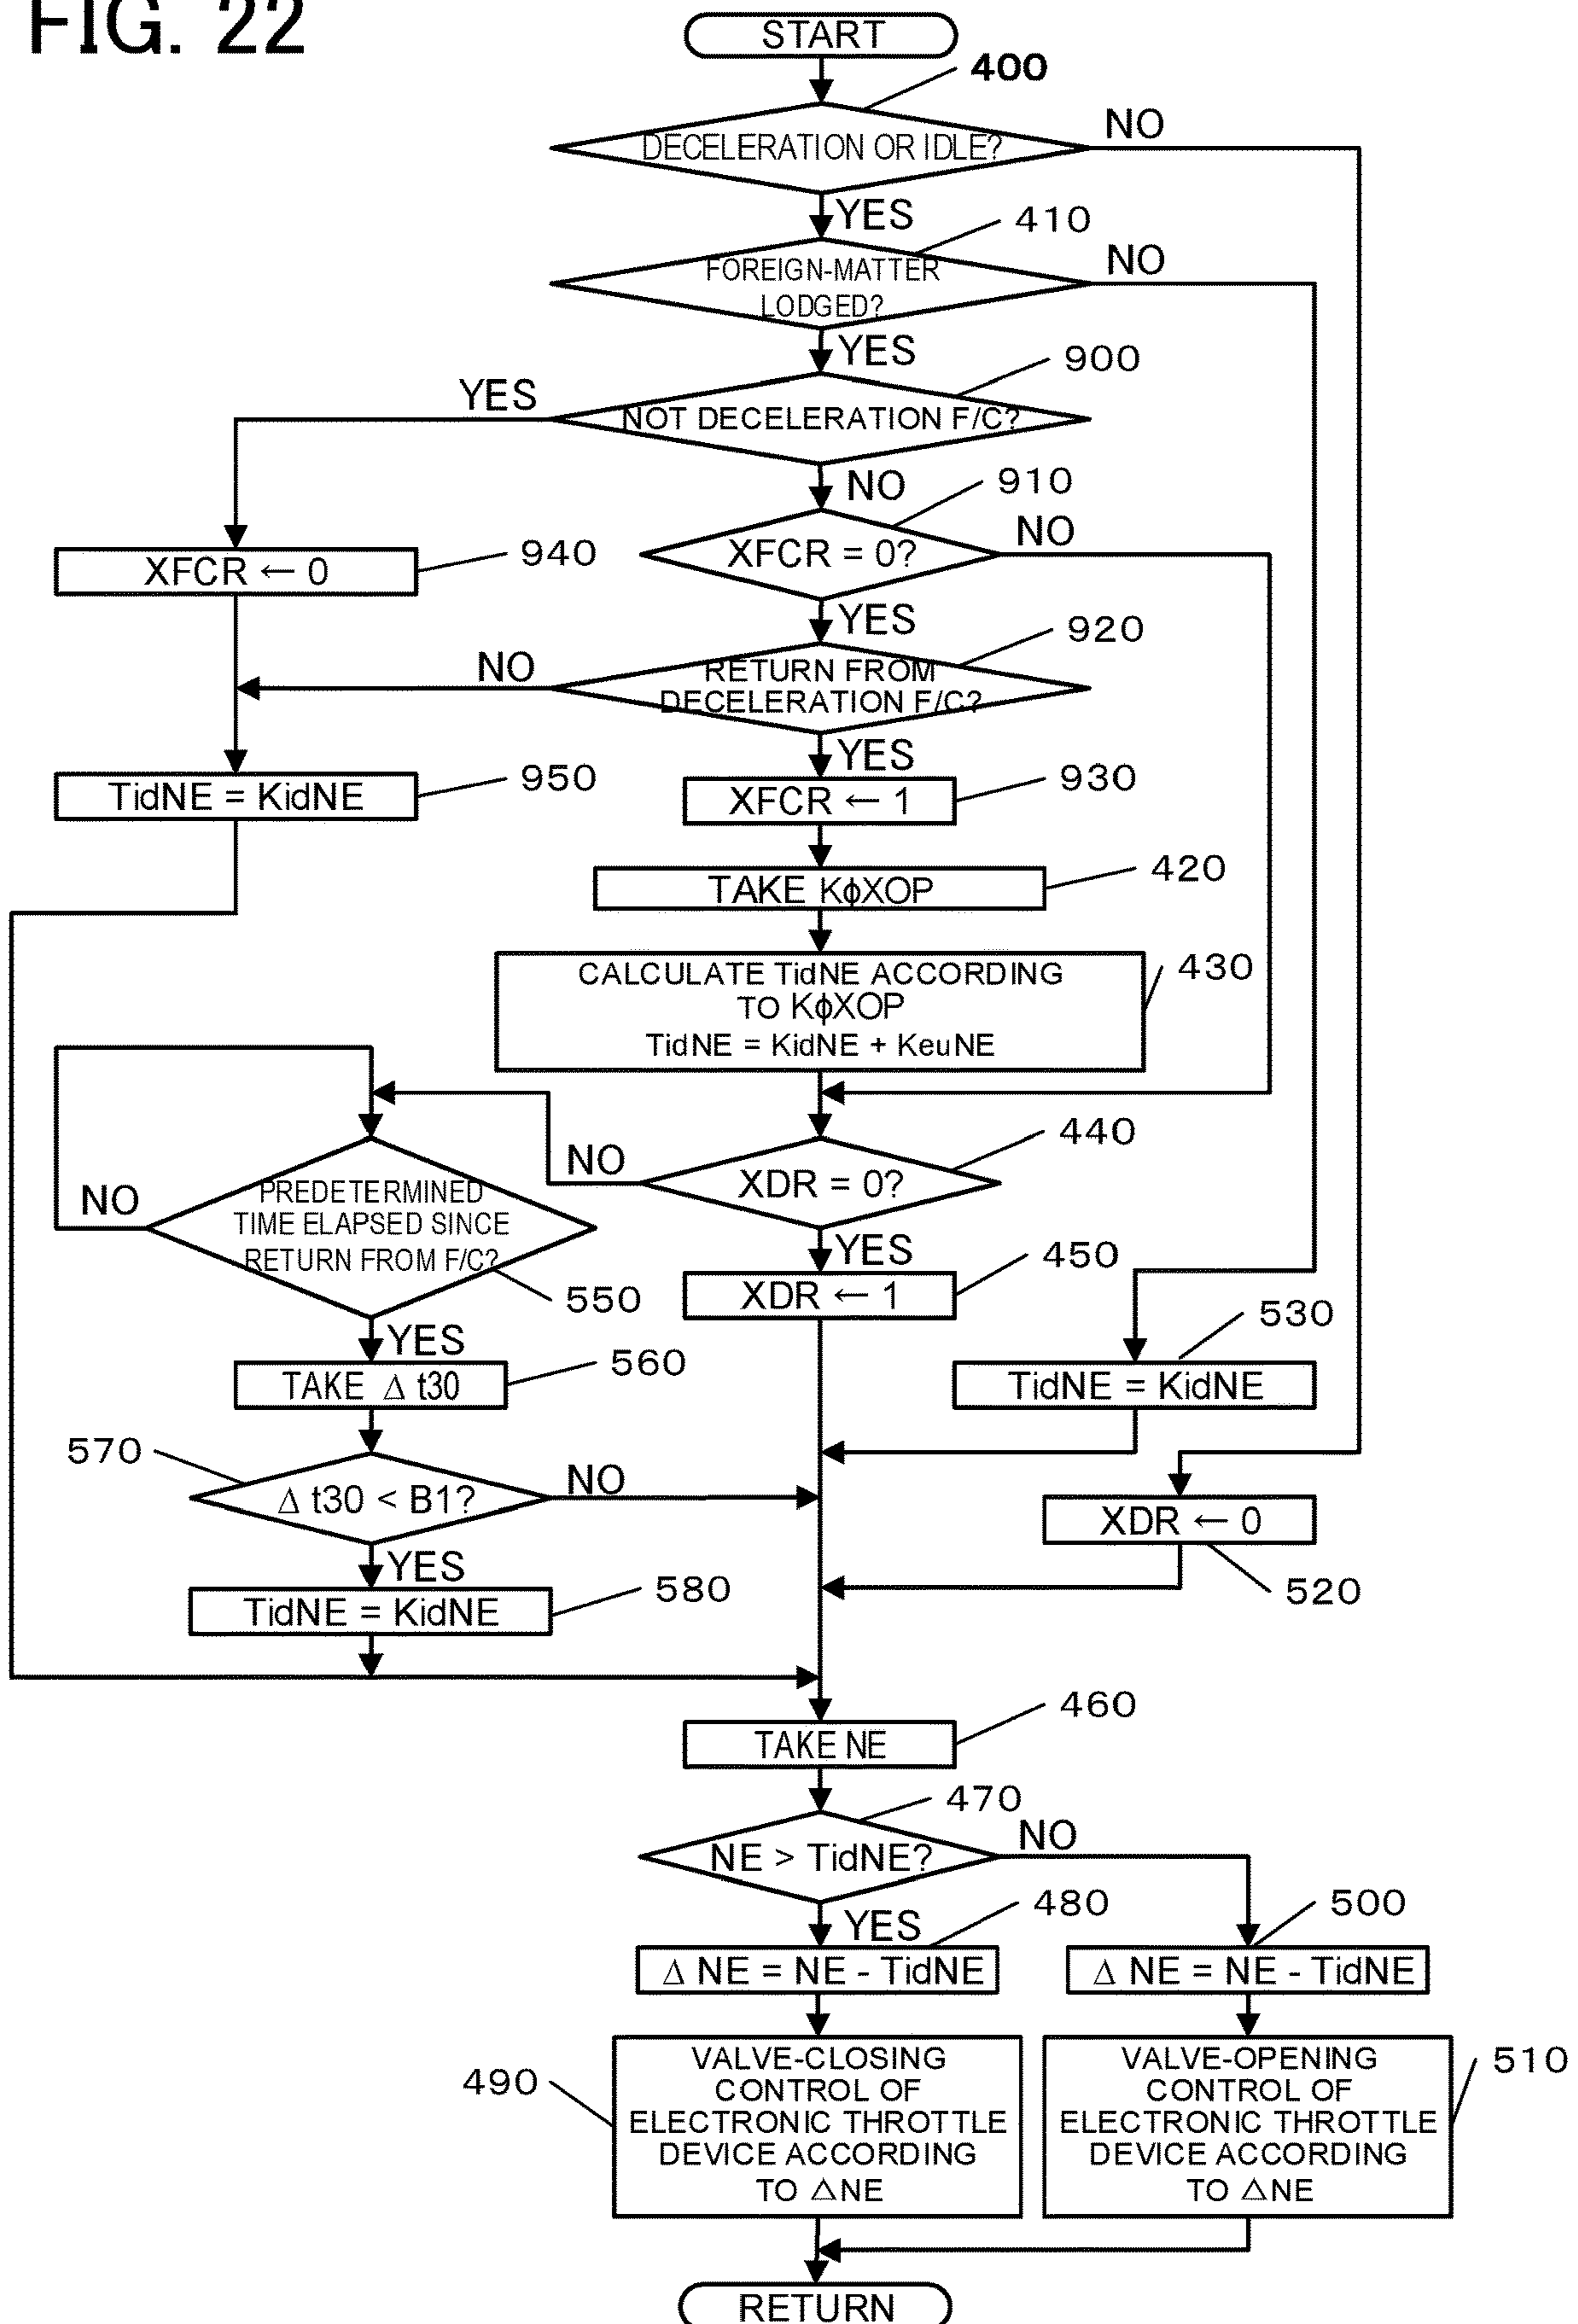 FIG. 22
START
400
DECELERATION OR IDLE?
NO
YES
410
FOREIGN-MATTER
LODGED?
NO
YES
900
YES
NOT DECELERATION F/C?
NO
910
NO
940
XFCR ← 0
XFCR = 0?
YES
920
NO
RETURN FROM
DECELERATION F/C?
YES
950
930
TidNE = KidNE
XFCR ← 1
420
TAKE KϕXOP
430
CALCULATE TidNE ACCORDING
TO KϕXOP
TidNE = KidNE + KeuNE
440
NO
XDR = 0?
NO
PREDETERMINED
TIME ELAPSED SINCE
RETURN FROM F/C?
YES
450
550
XDR ← 1
530
YES
560
TAKE Δ t30
TidNE = KidNE
570
NO
Δ t30 < B1?
XDR ← 0
YES
580
520
TidNE = KidNE
460
TAKE NE
470
NO
NE > TidNE?
480
500
YES
Δ NE = NE - TidNE
Δ NE = NE - TidNE
490
VALVE-CLOSING
CONTROL OF
ELECTRONIC THROTTLE
DEVICE ACCORDING
TO △NE
VALVE-OPENING
CONTROL OF
ELECTRONIC THROTTLE
DEVICE ACCORDING
TO △NE
510
RETURN